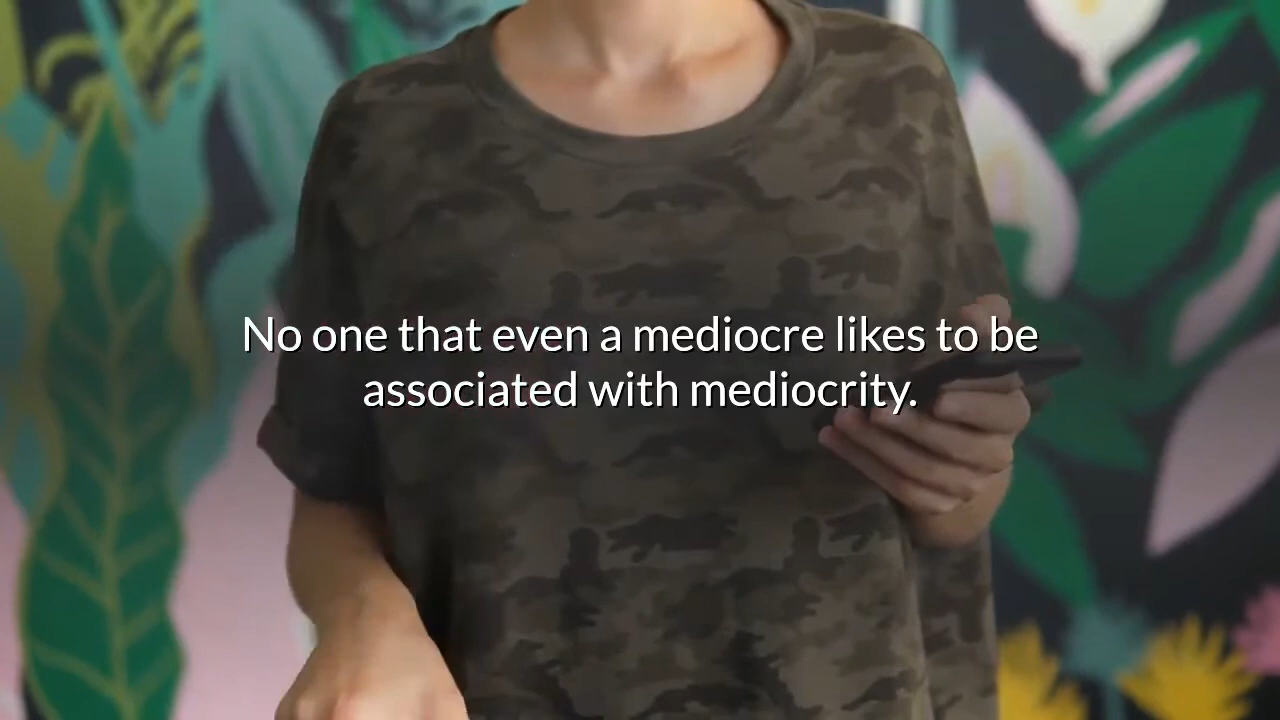 No one that even a mediocre likes to be
associated with mediocrity.